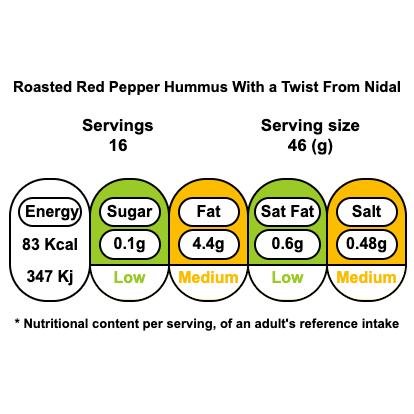 Roasted Red Pepper Hummus With a Twist From Nidal
Servings Serving size
16 46 (g)
Energy Sugar Fat Sat Fat Salt
83 Kcal 0.1g 4.4g 0.6g 0.48g
347 Kj Low Medium Low Medium
* Nutritional content per serving, of an adult's reference intake